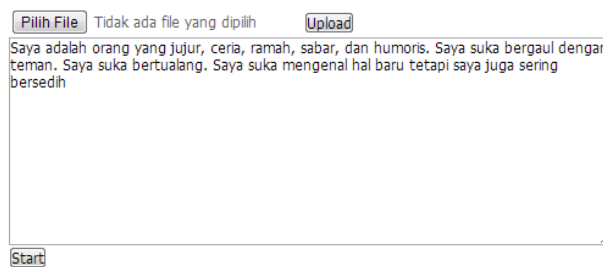 Pilih File Tidak ada file yang dipilih Upload
Saya adalah orang yang jujur, ceria, ramah, sabar, dan humoris. Saya suka bergaul dengan
teman. Saya suka bertualang. Saya suka mengenal hal baru tetapi saya juga sering
bersedih
Start